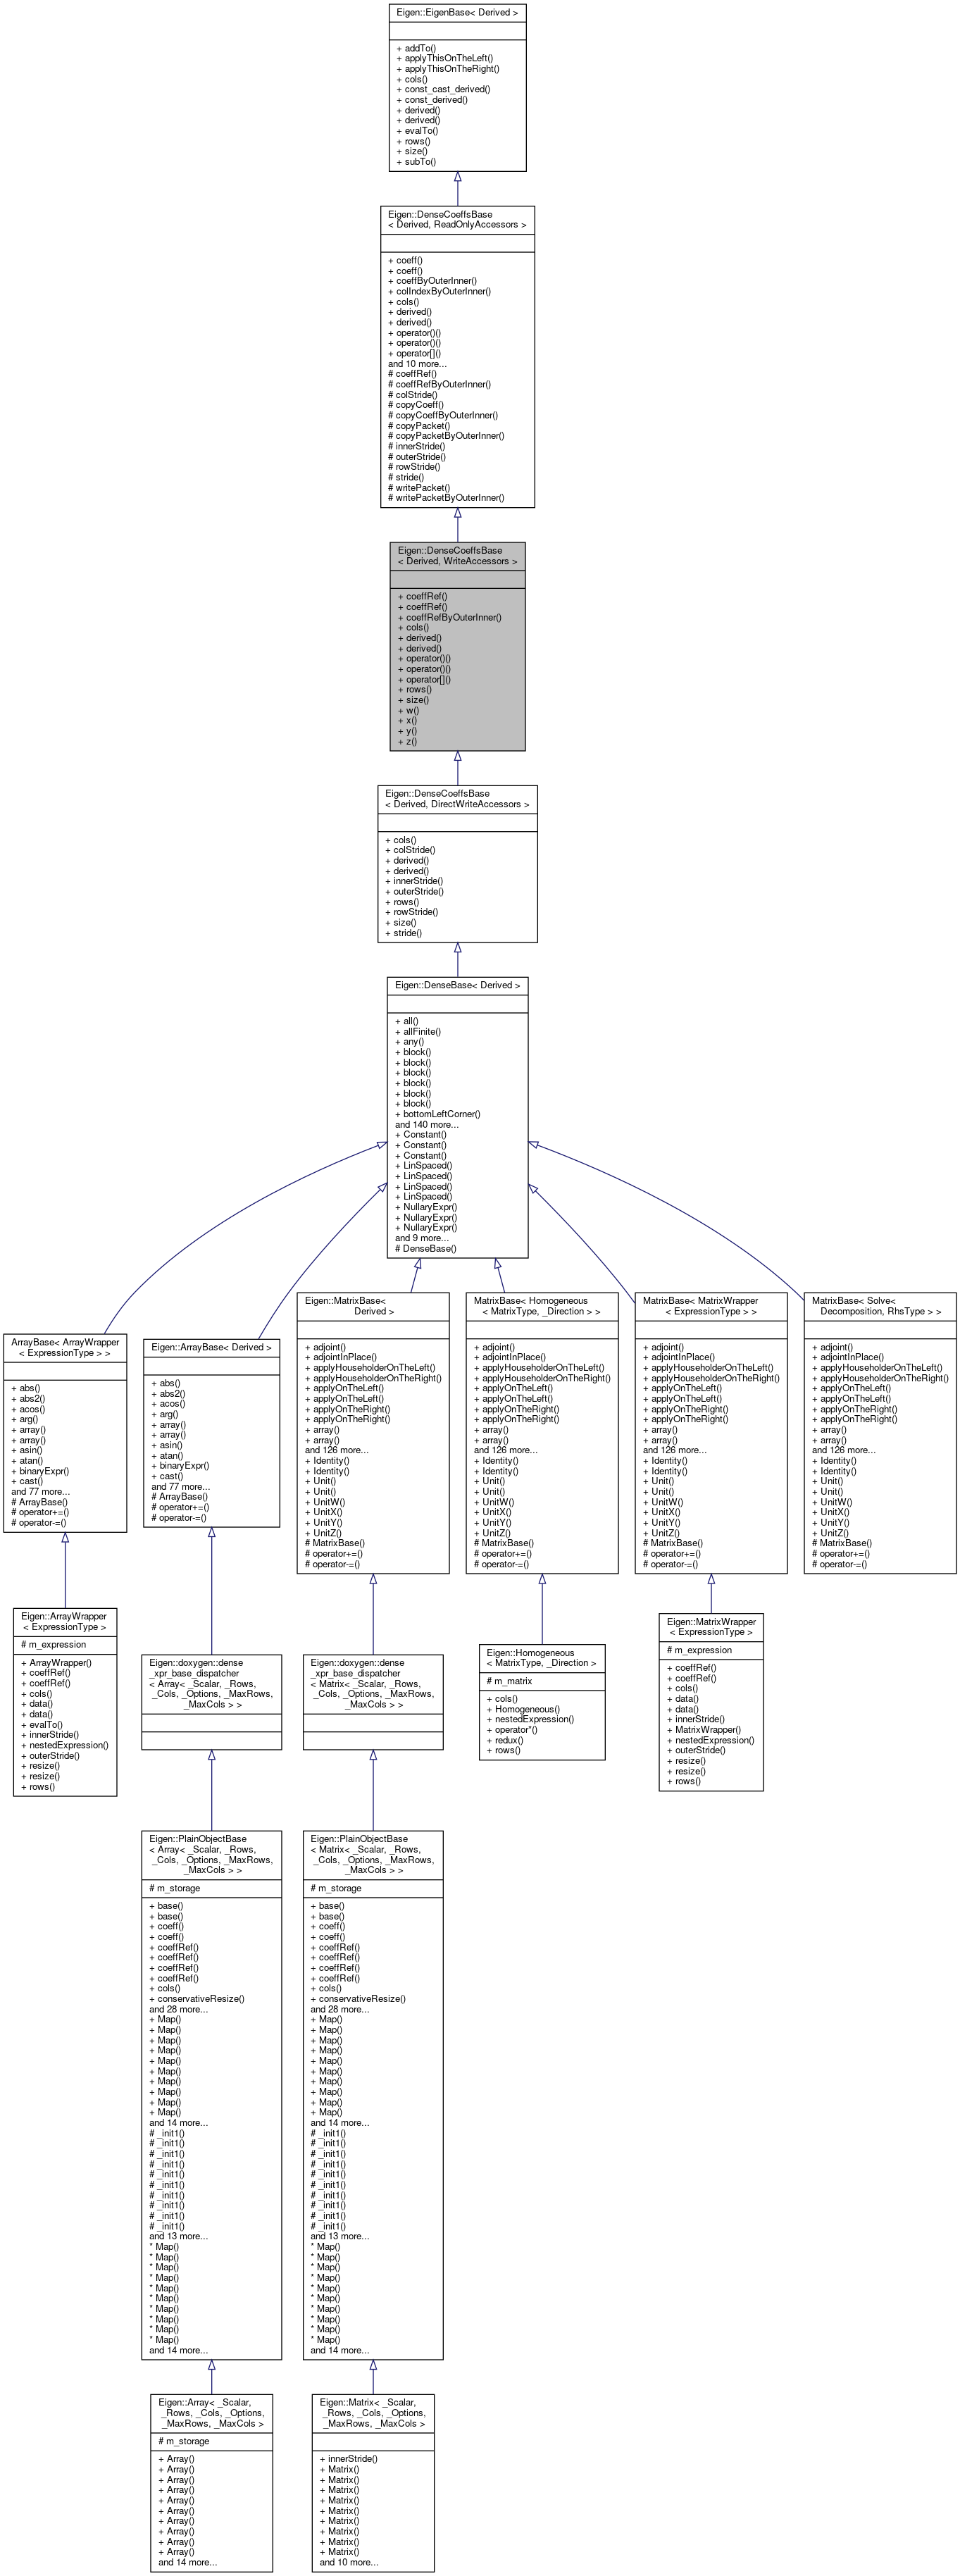 Eigen::EigenBase< Derived >
+ addTo()
+ applyThisOnTheLeft()
+ applyThisOnTheRight()
+ cols()
+ const_cast_derived()
+ const_derived()
+ derived()
+ derived()
+ evalTo()
+ rows()
+ size()
+ subTo()
Eigen::DenseCoeffsBase
< Derived, ReadOnlyAccessors >
+ coeff()
+ coeff()
+ coeffByOuterInner()
+ colIndexByOuterInner()
+ cols()
+ derived()
+ derived()
+ operator()()
+ operator()()
+ operator[]()
and 10 more...
# coeffRef()
# coeffRefByOuterInner()
# colStride()
# copyCoeff()
# copyCoeffByOuterInner()
# copyPacket()
# copyPacketByOuterInner()
# innerStride()
# outerStride()
# rowStride()
# stride()
# writePacket()
# writePacketByOuterInner()
Eigen::DenseCoeffsBase
< Derived, WriteAccessors >
+ coeffRef()
+ coeffRef()
+ coeffRefByOuterInner()
+ cols()
+ derived()
+ derived()
+ operator()()
+ operator()()
+ operator[]()
+ rows()
+ size()
+ w()
+ x()
+ y()
+ z()
Eigen::DenseCoeffsBase
< Derived, DirectWriteAccessors >
+ cols()
+ colStride()
+ derived()
+ derived()
+ innerStride()
+ outerStride()
+ rows()
+ rowStride()
+ size()
+ stride()
Eigen::DenseBase< Derived >
+ all()
+ allFinite()
+ any()
+ block()
+ block()
+ block()
+ block()
+ block()
+ block()
+ bottomLeftCorner()
and 140 more...
+ Constant()
+ Constant()
+ Constant()
+ LinSpaced()
+ LinSpaced()
+ LinSpaced()
+ LinSpaced()
+ NullaryExpr()
+ NullaryExpr()
+ NullaryExpr()
and 9 more...
# DenseBase()
ArrayBase< ArrayWrapper
< ExpressionType > >
+ abs()
+ abs2()
+ acos()
+ arg()
+ array()
+ array()
+ asin()
+ atan()
+ binaryExpr()
+ cast()
and 77 more...
# ArrayBase()
# operator+=()
# operator-=()
Eigen::ArrayBase< Derived >
+ abs()
+ abs2()
+ acos()
+ arg()
+ array()
+ array()
+ asin()
+ atan()
+ binaryExpr()
+ cast()
and 77 more...
# ArrayBase()
# operator+=()
# operator-=()
Eigen::MatrixBase<
Derived >
+ adjoint()
+ adjointInPlace()
+ applyHouseholderOnTheLeft()
+ applyHouseholderOnTheRight()
+ applyOnTheLeft()
+ applyOnTheLeft()
+ applyOnTheRight()
+ applyOnTheRight()
+ array()
+ array()
and 126 more...
+ Identity()
+ Identity()
+ Unit()
+ Unit()
+ UnitW()
+ UnitX()
+ UnitY()
+ UnitZ()
# MatrixBase()
# operator+=()
# operator-=()
MatrixBase< Homogeneous
< MatrixType, _Direction > >
+ adjoint()
+ adjointInPlace()
+ applyHouseholderOnTheLeft()
+ applyHouseholderOnTheRight()
+ applyOnTheLeft()
+ applyOnTheLeft()
+ applyOnTheRight()
+ applyOnTheRight()
+ array()
+ array()
and 126 more...
+ Identity()
+ Identity()
+ Unit()
+ Unit()
+ UnitW()
+ UnitX()
+ UnitY()
+ UnitZ()
# MatrixBase()
# operator+=()
# operator-=()
MatrixBase< MatrixWrapper
< ExpressionType > >
+ adjoint()
+ adjointInPlace()
+ applyHouseholderOnTheLeft()
+ applyHouseholderOnTheRight()
+ applyOnTheLeft()
+ applyOnTheLeft()
+ applyOnTheRight()
+ applyOnTheRight()
+ array()
+ array()
and 126 more...
+ Identity()
+ Identity()
+ Unit()
+ Unit()
+ UnitW()
+ UnitX()
+ UnitY()
+ UnitZ()
# MatrixBase()
# operator+=()
# operator-=()
MatrixBase< Solve<
Decomposition, RhsType > >
+ adjoint()
+ adjointInPlace()
+ applyHouseholderOnTheLeft()
+ applyHouseholderOnTheRight()
+ applyOnTheLeft()
+ applyOnTheLeft()
+ applyOnTheRight()
+ applyOnTheRight()
+ array()
+ array()
and 126 more...
+ Identity()
+ Identity()
+ Unit()
+ Unit()
+ UnitW()
+ UnitX()
+ UnitY()
+ UnitZ()
# MatrixBase()
# operator+=()
# operator-=()
Eigen::ArrayWrapper
< ExpressionType >
# m_expression
+ ArrayWrapper()
+ coeffRef()
+ coeffRef()
+ cols()
+ data()
+ data()
+ evalTo()
+ innerStride()
+ nestedExpression()
+ outerStride()
+ resize()
+ resize()
+ rows()
Eigen::doxygen::dense
_xpr_base_dispatcher
< Array< _Scalar, _Rows,
_Cols, _Options, _MaxRows,
_MaxCols > >
Eigen::doxygen::dense
_xpr_base_dispatcher
< Matrix< _Scalar, _Rows,
_Cols, _Options, _MaxRows,
_MaxCols > >
Eigen::Homogeneous
< MatrixType, _Direction >
# m_matrix
+ cols()
+ Homogeneous()
+ nestedExpression()
+ operator*()
+ redux()
+ rows()
Eigen::MatrixWrapper
< ExpressionType >
# m_expression
+ coeffRef()
+ coeffRef()
+ cols()
+ data()
+ data()
+ innerStride()
+ MatrixWrapper()
+ nestedExpression()
+ outerStride()
+ resize()
+ resize()
+ rows()
Eigen::PlainObjectBase
< Array< _Scalar, _Rows,
_Cols, _Options, _MaxRows,
_MaxCols > >
# m_storage
+ base()
+ base()
+ coeff()
+ coeff()
+ coeffRef()
+ coeffRef()
+ coeffRef()
+ coeffRef()
+ cols()
+ conservativeResize()
and 28 more...
+ Map()
+ Map()
+ Map()
+ Map()
+ Map()
+ Map()
+ Map()
+ Map()
+ Map()
+ Map()
and 14 more...
# _init1()
# _init1()
# _init1()
# _init1()
# _init1()
# _init1()
# _init1()
# _init1()
# _init1()
# _init1()
and 13 more...
* Map()
* Map()
* Map()
* Map()
* Map()
* Map()
* Map()
* Map()
* Map()
* Map()
and 14 more...
Eigen::PlainObjectBase
< Matrix< _Scalar, _Rows,
_Cols, _Options, _MaxRows,
_MaxCols > >
# m_storage
+ base()
+ base()
+ coeff()
+ coeff()
+ coeffRef()
+ coeffRef()
+ coeffRef()
+ coeffRef()
+ cols()
+ conservativeResize()
and 28 more...
+ Map()
+ Map()
+ Map()
+ Map()
+ Map()
+ Map()
+ Map()
+ Map()
+ Map()
+ Map()
and 14 more...
# _init1()
# _init1()
# _init1()
# _init1()
# _init1()
# _init1()
# _init1()
# _init1()
# _init1()
# _init1()
and 13 more...
* Map()
* Map()
* Map()
* Map()
* Map()
* Map()
* Map()
* Map()
* Map()
* Map()
and 14 more...
Eigen::Array< _Scalar,
_Rows, _Cols, _Options,
_MaxRows, _MaxCols >
# m_storage
+ Array()
+ Array()
+ Array()
+ Array()
+ Array()
+ Array()
+ Array()
+ Array()
+ Array()
+ Array()
and 14 more...
Eigen::Matrix< _Scalar,
_Rows, _Cols, _Options,
_MaxRows, _MaxCols >
+ innerStride()
+ Matrix()
+ Matrix()
+ Matrix()
+ Matrix()
+ Matrix()
+ Matrix()
+ Matrix()
+ Matrix()
+ Matrix()
and 10 more...